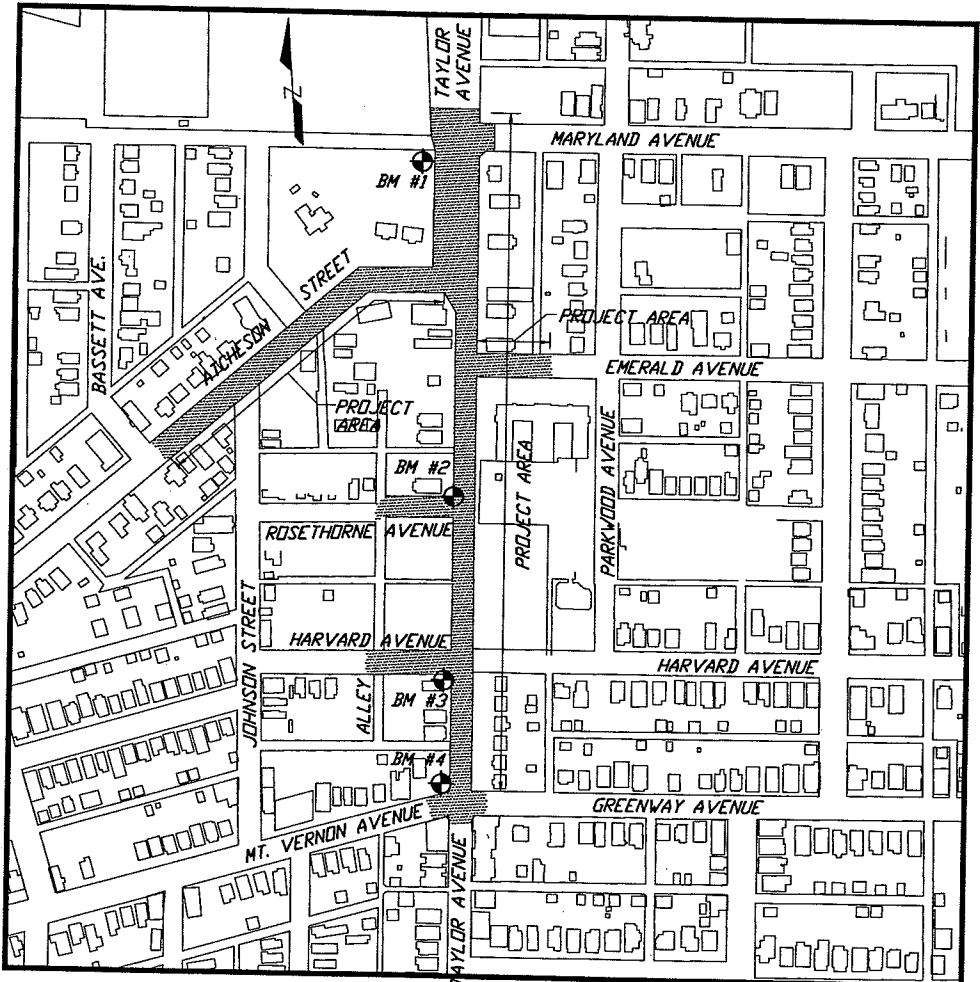 TAYLOR
AVENUE
N
MARYLAND AVENUE
BM #1
BASSETT AVE.
STREET
ATCHESON
PROJECT AREA
EMERALD AVENUE
PROJECT
AREA
BM #2
PROJECT AREA
PARKWOOD AVENUE
ROSETHORNE AVENUE
JOHNSON STREET
HARVARD AVENUE
HARVARD AVENUE
ALLEY
BM #3
BM #4
GREENWAY AVENUE
MT. VERNON AVENUE
TAYLOR AVENUE